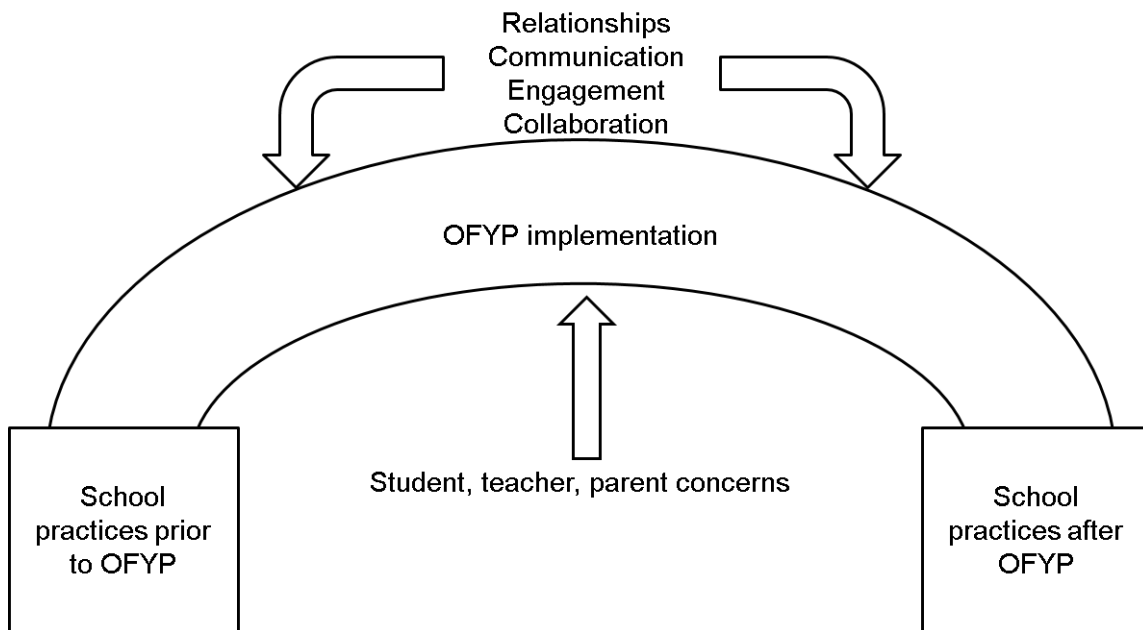 Relationships
Communication
Engagement
Collaboration
OFYP implementation
Student, teacher, parent concerns
School
practices prior
to OFYP
School
practices after
OFYP